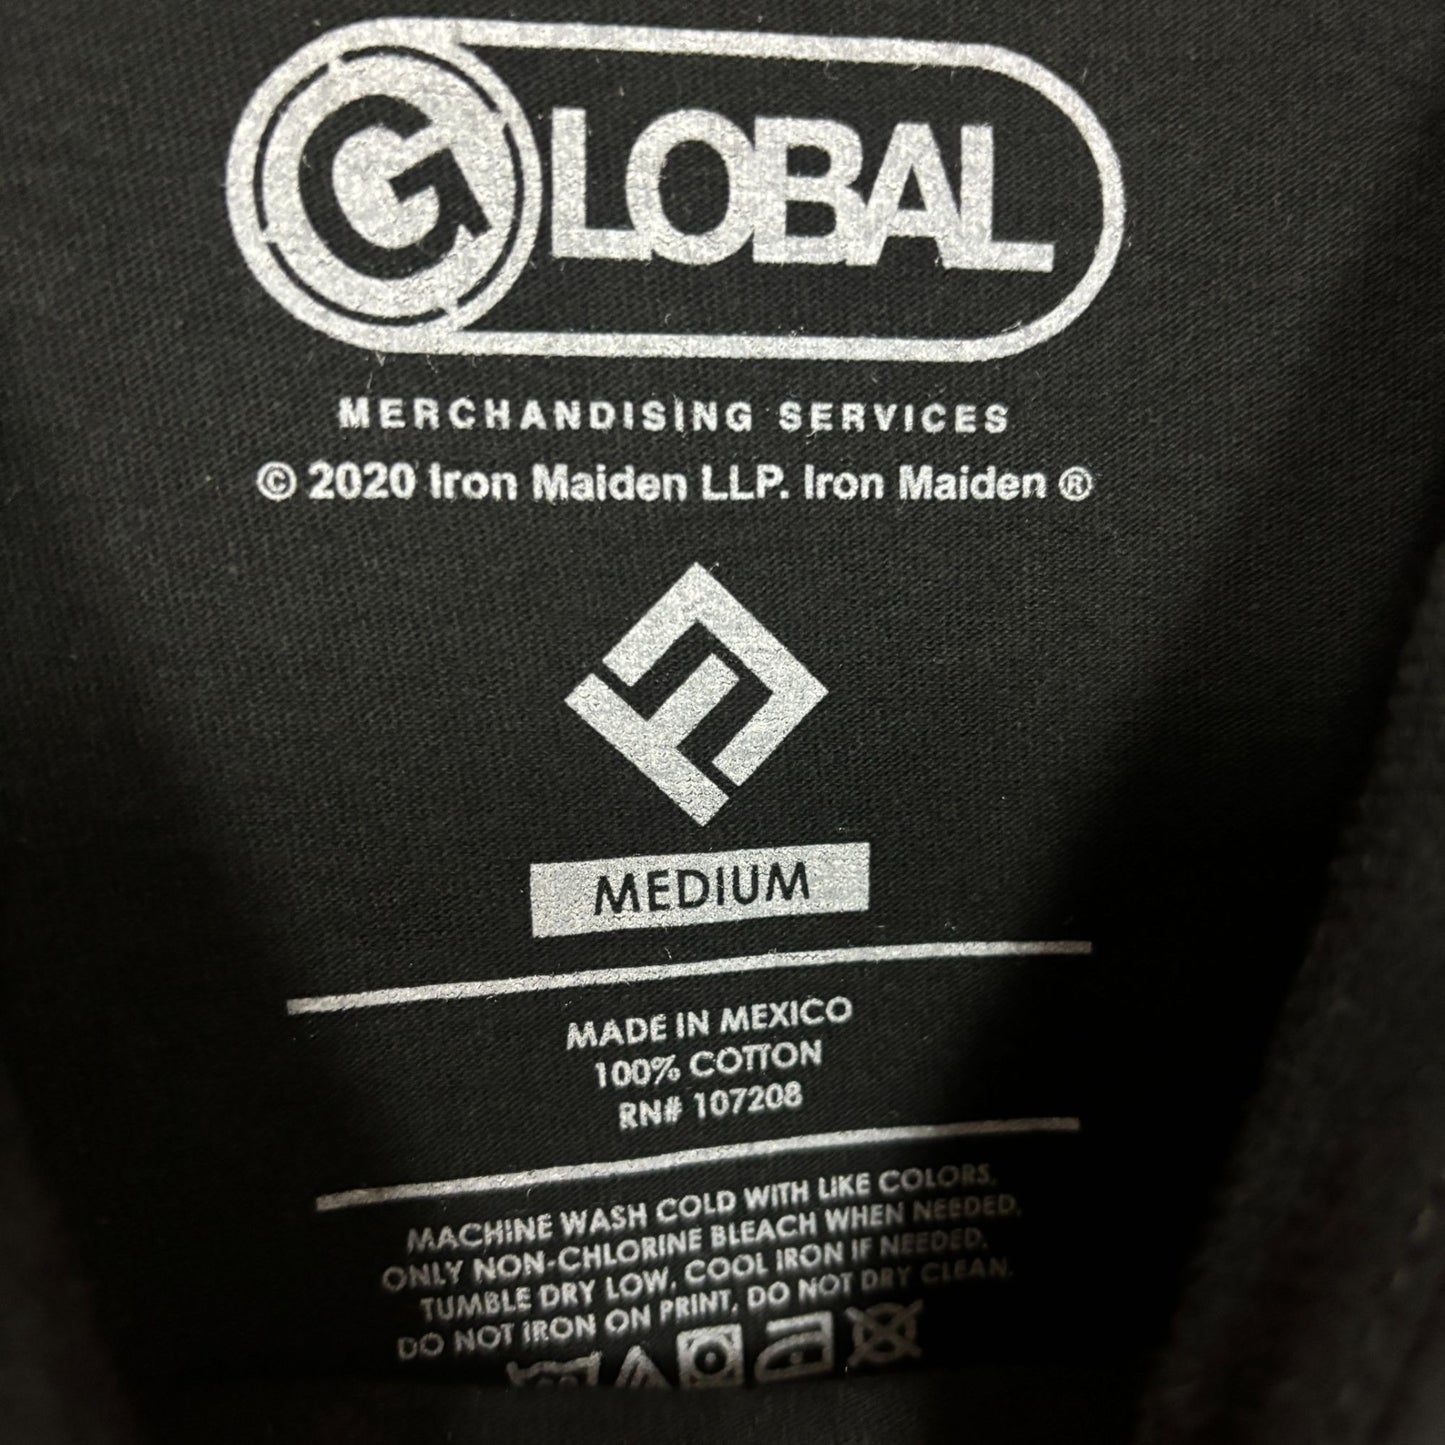 GLOBAL
MERCHANDISING SERVICES
© 2020 Iron Maiden LLP. Iron Maiden ®
MEDIUM
MADE IN MEXICO
100% COTTON
RN# 107208
MACHINE WASH COLD WITH LIKE COLORS.
ONLY NON-CHLORINE BLEACH WHEN NEEDED.
TUMBLE DRY LOW. COOL IRON IF NEEDED.
DO NOT IRON ON PRINT. DO NOT DRY CLEAN.